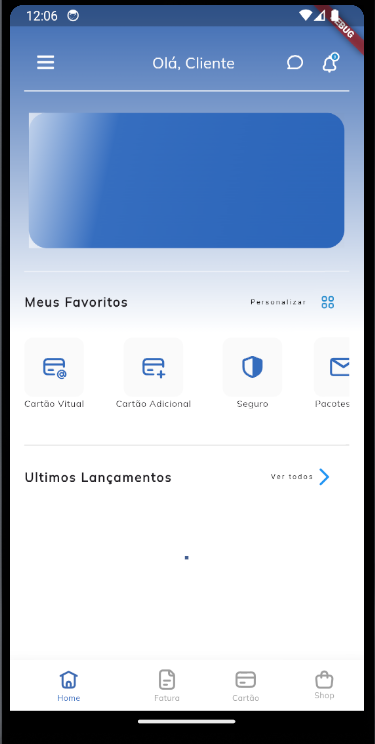 12:06
DEBUG
Olá, Cliente
Meus Favoritos
Personalizar
Cartão Vitual
Cartão Adicional
Seguro
Pacotes
Ultimos Lançamentos
Ver todos
Home
Fatura
Cartão
Shop